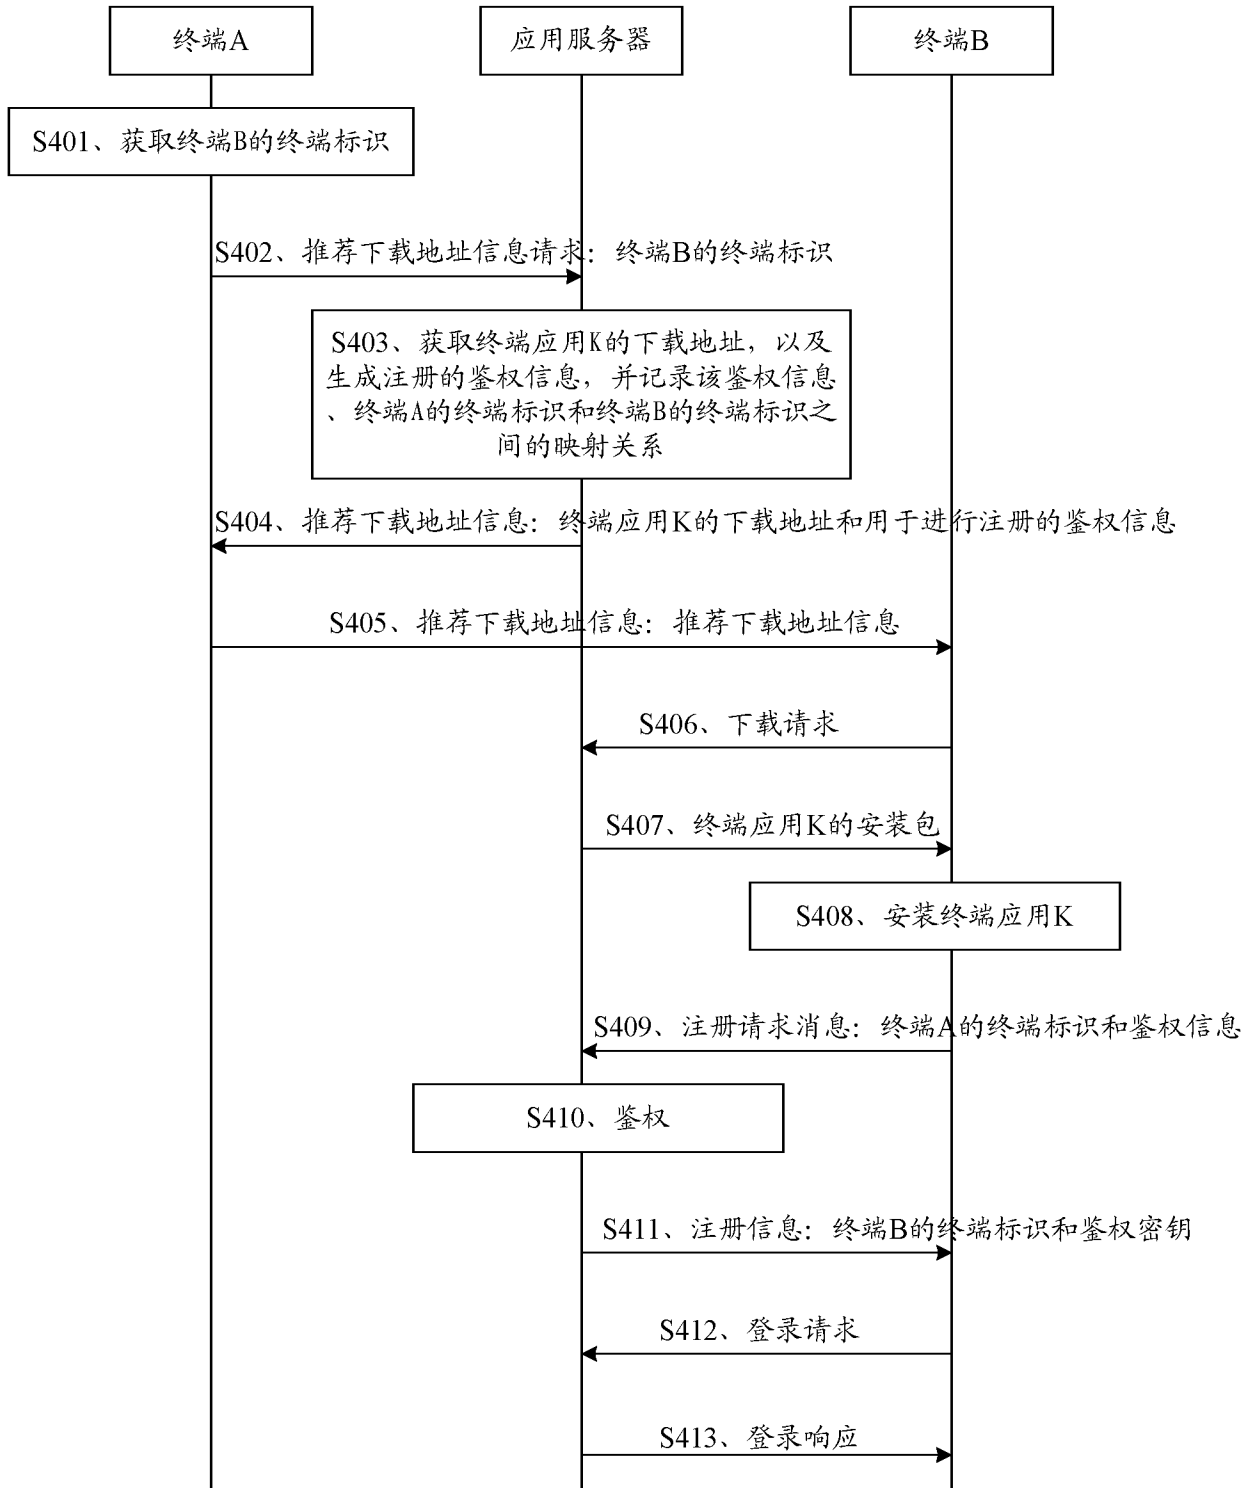 终端A
应用服务器
终端B
S401、获取终端B的终端标识
S402、推荐下载地址信息请求：终端B的终端标识
S403、获取终端应用K的下载地址，以及
生成注册的鉴权信息，并记录该鉴权信息
、终端A的终端标识和终端B的终端标识之
间的映射关系
S404、推荐下载地址信息：终端应用K的下载地址和用于进行注册的鉴权信息
S405、推荐下载地址信息：推荐下载地址信息
S406、下载请求
S407、终端应用K的安装包
S408、安装终端应用K
S409、注册请求消息：终端A的终端标识和鉴权信息
S410、鉴权
S411、注册信息：终端B的终端标识和鉴权密钥
S412、登录请求
S413、登录响应